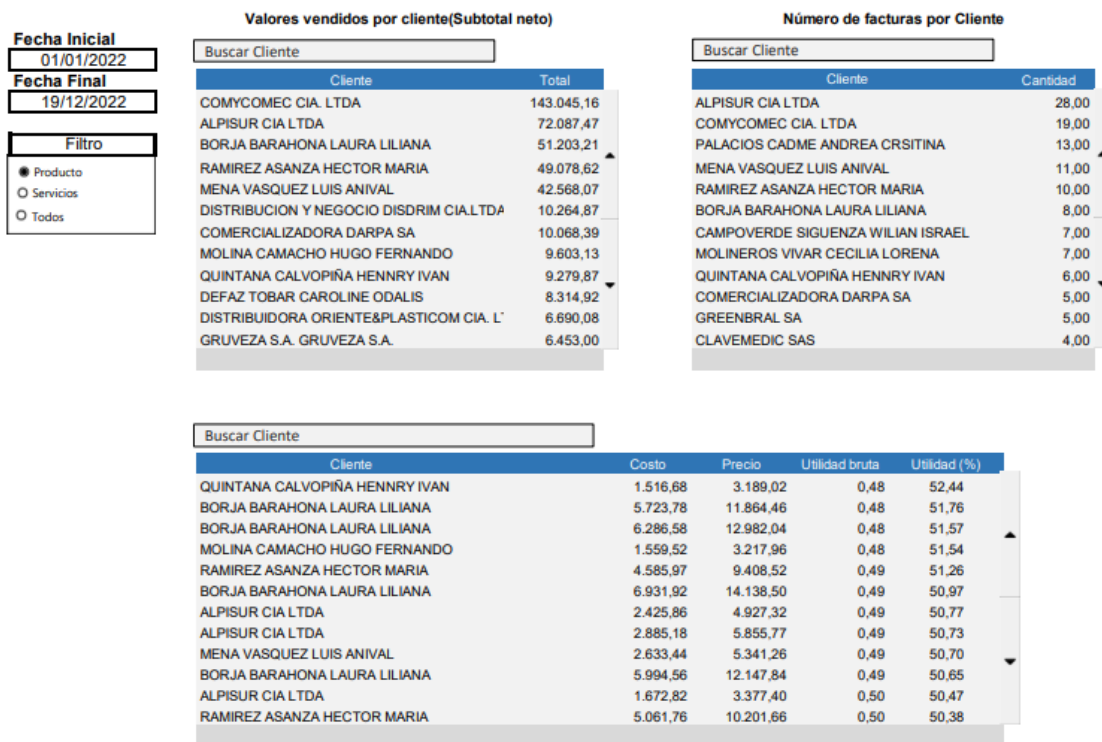 Valores vendidos por cliente(Subtotal neto)
Número de facturas por Cliente
Fecha Inicial
01/01/2022
Fecha Final
19/12/2022
Filtro
Producto
Servicios
Todos
Buscar Cliente
Cliente Total
COMYCOMEC CIA. LTDA 143.045,16
ALPISUR CIA LTDA 72.087,47
BORJA BARAHONA LAURA LILIANA 51.203,21
RAMIREZ ASANZA HECTOR MARIA 49.078,62
MENA VASQUEZ LUIS ANIVAL 42.568,07
DISTRIBUCION Y NEGOCIO DISDRIM CIA.LTDA 10.264,87
COMERCIALIZADORA DARPA SA 10.068,39
MOLINA CAMACHO HUGO FERNANDO 9.603,13
QUINTANA CALVOPIÑA HENNRY IVAN 9.279,87
DEFAZ TOBAR CAROLINE ODALIS 8.314,92
DISTRIBUIDORA ORIENTE&PLASTICOM CIA. L 6.690,08
GRUVEZA S.A. GRUVEZA S.A. 6.453,00
Buscar Cliente
Cliente Cantidad
ALPISUR CIA LTDA 28,00
COMYCOMEC CIA. LTDA 19,00
PALACIOS CADME ANDREA CRSITINA 13,00
MENA VASQUEZ LUIS ANIVAL 11,00
RAMIREZ ASANZA HECTOR MARIA 10,00
BORJA BARAHONA LAURA LILIANA 8,00
CAMPOVERDE SIGUENZA WILIAN ISRAEL 7,00
MOLINEROS VIVAR CECILIA LORENA 7,00
QUINTANA CALVOPIÑA HENNRY IVAN 6,00
COMERCIALIZADORA DARPA SA 5,00
GREENBRAL SA 5,00
CLAVEMEDIC SAS 4,00
Buscar Cliente
Cliente Costo Precio Utilidad bruta Utilidad (%)
QUINTANA CALVOPIÑA HENNRY IVAN 1.516,68 3.189,02 0,48 52,44
BORJA BARAHONA LAURA LILIANA 5.723,78 11.864,46 0,48 51,76
BORJA BARAHONA LAURA LILIANA 6.286,58 12.982,04 0,48 51,57
MOLINA CAMACHO HUGO FERNANDO 1.559,52 3.217,96 0,48 51,54
RAMIREZ ASANZA HECTOR MARIA 4.585,97 9.408,52 0,49 51,26
BORJA BARAHONA LAURA LILIANA 6.931,92 14.138,50 0,49 50,97
ALPISUR CIA LTDA 2.425,86 4.927,32 0,49 50,77
ALPISUR CIA LTDA 2.885,18 5.855,77 0,49 50,73
MENA VASQUEZ LUIS ANIVAL 2.633,44 5.341,26 0,49 50,70
BORJA BARAHONA LAURA LILIANA 5.994,56 12.147,84 0,49 50,65
ALPISUR CIA LTDA 1.672,82 3.377,40 0,50 50,47
RAMIREZ ASANZA HECTOR MARIA 5.061,76 10.201,66 0,50 50,38